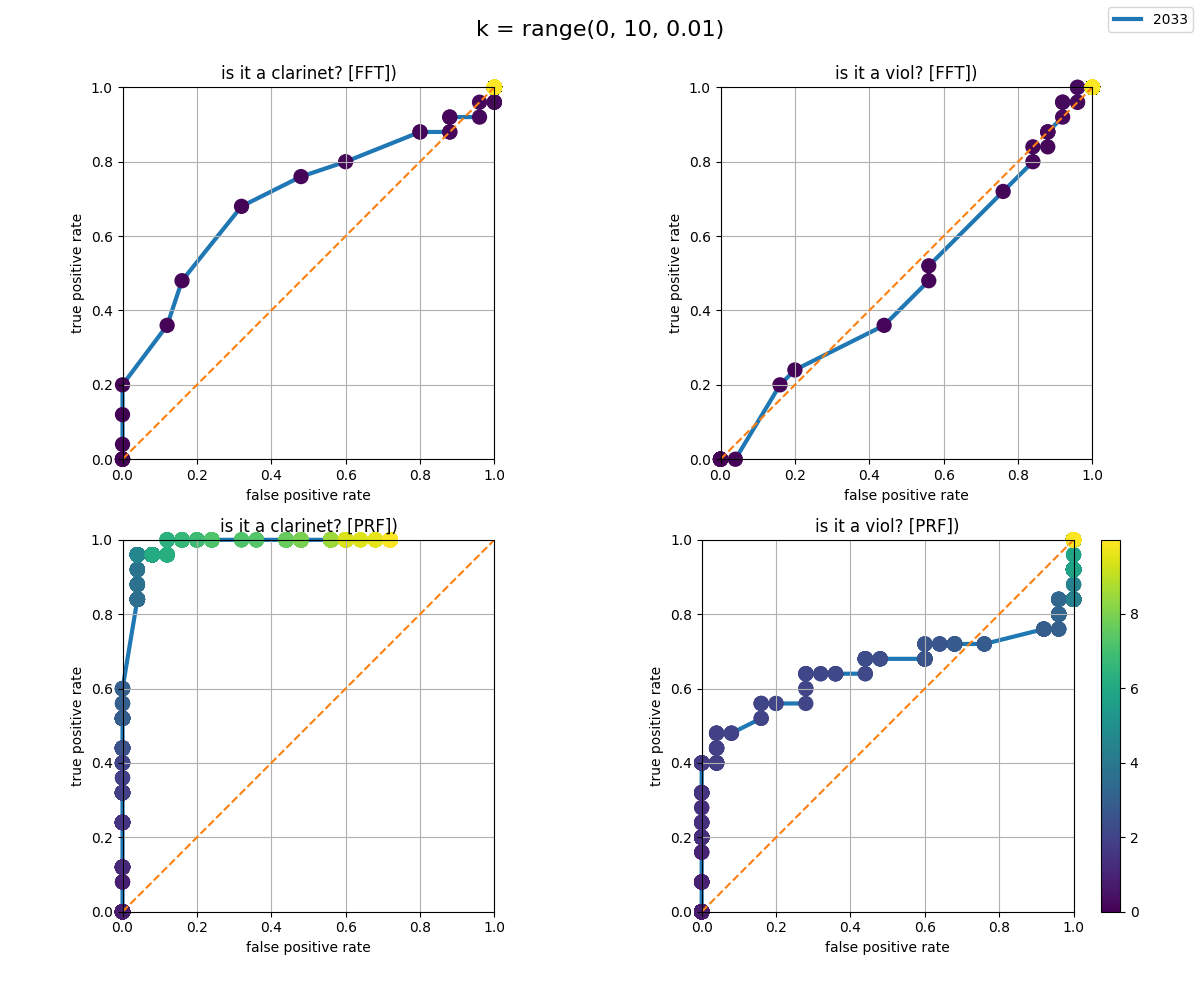 k = range(0, 10, 0.01)
2033
is it a clarinet? [FFT])
is it a viol? [FFT])
1.0
0.8
0.6
0.4
0.2
0.0
true positive rate
0.0 0.2 0.4 0.6 0.8 1.0
false positive rate
1.0
0.8
0.6
0.4
0.2
0.0
true positive rate
0.0 0.2 0.4 0.6 0.8 1.0
false positive rate
is it a clarinet? [PRF])
is it a viol? [PRF])
1.0
0.8
0.6
0.4
0.2
0.0
true positive rate
0.0 0.2 0.4 0.6 0.8 1.0
false positive rate
1.0
0.8
0.6
0.4
0.2
0.0
true positive rate
0.0 0.2 0.4 0.6 0.8 1.0
false positive rate
8
6
4
2
0